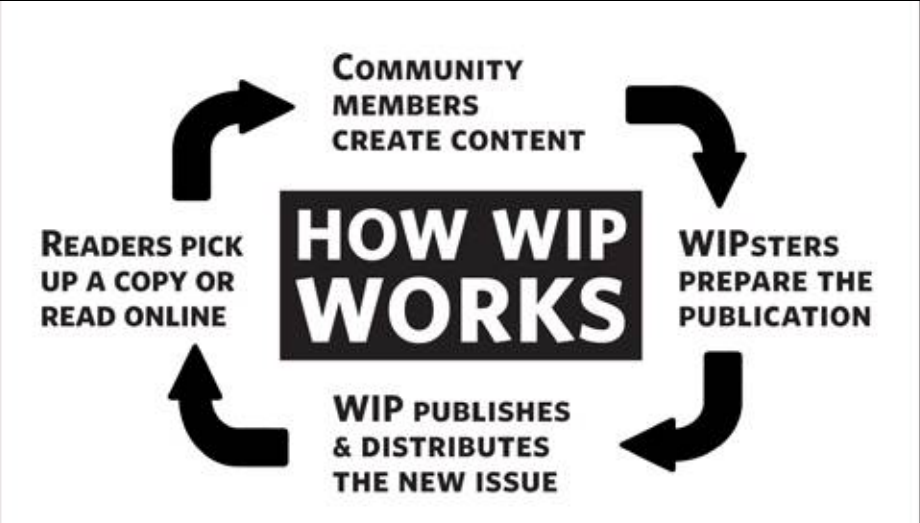 COMMUNITY
MEMBERS
CREATE CONTENT
HOW WIP
WORKS
WIPSTERS
PREPARE THE
PUBLICATION
WIP PUBLISHES
& DISTRIBUTES
THE NEW ISSUE
READERS PICK
UP A COPY OR
READ ONLINE